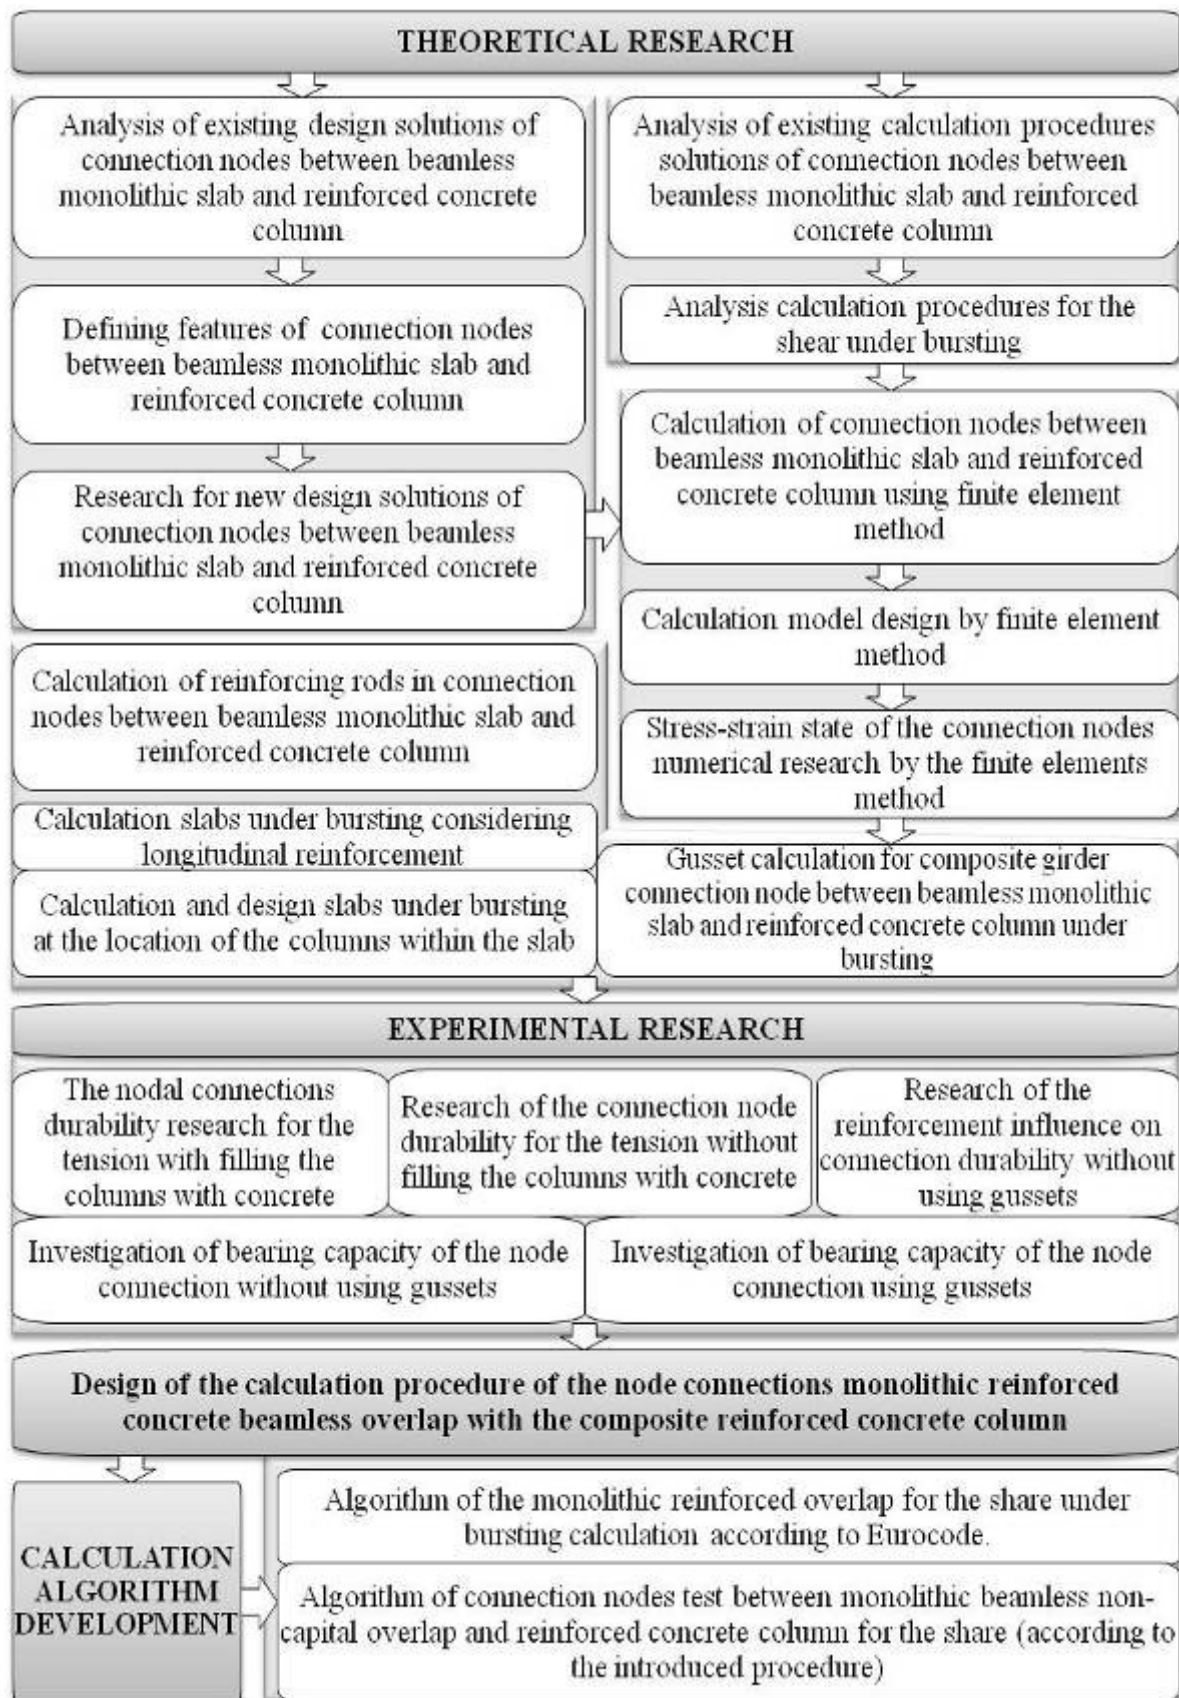 THEORETICAL RESEARCH
Analysis of existing design solutions of
connection nodes between beamless
monolithic slab and reinforced concrete
column
Defining features of connection nodes
between beamless monolithic slab and
reinforced concrete column
Research for new design solutions of
connection nodes between beamless
monolithic slab and reinforced concrete
column
Analysis of existing calculation procedures
solutions of connection nodes between
beamless monolithic slab and reinforced
concrete column
Analysis calculation procedures for the
shear under bursting
Calculation of connection nodes between
beamless monolithic slab and reinforced
concrete column using finite element
method
Calculation model design by finite element
method
Stress-strain state of the connection nodes
numerical research by the finite elements
method
Gusset calculation for composite girder
connection node between beamless monolithic
slab and reinforced concrete column under
bursting
Calculation of reinforcing rods in connection
nodes between beamless monolithic slab and
reinforced concrete column
Calculation slabs under bursting considering
longitudinal reinforcement
Calculation and design slabs under bursting
at the location of the columns within the slab
EXPERIMENTAL RESEARCH
The nodal connections
durability research for the
tension with filling the
columns with concrete
Research of the connection node
durability for the tension without
filling the columns with concrete
Research of the
reinforcement influence on
connection durability without
using gussets
Investigation of bearing capacity of the node
connection without using gussets
Investigation of bearing capacity of the node
connection using gussets
Design of the calculation procedure of the node connections monolithic reinforced
concrete beamless overlap with the composite reinforced concrete column
CALCULATION
ALGORITHM
DEVELOPMENT
Algorithm of the monolithic reinforced overlap for the share under
bursting calculation according to Eurocode.
Algorithm of connection nodes test between monolithic beamless non-
capital overlap and reinforced concrete column for the share (according to
the introduced procedure)